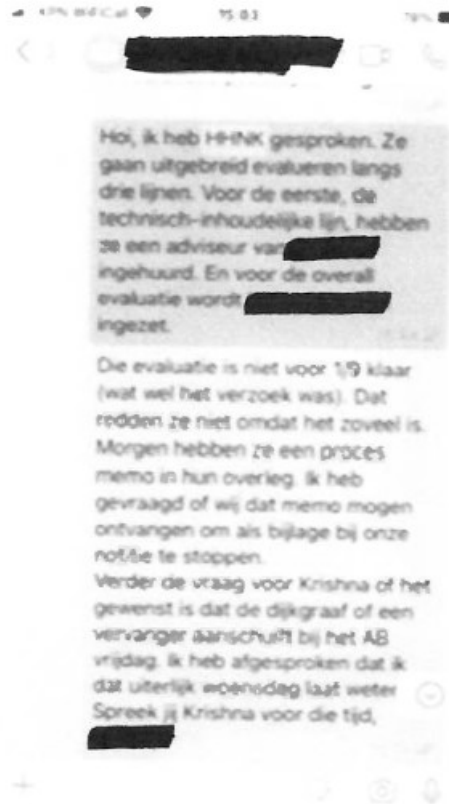 15:03
Hoi, ik heb HHNK gesproken. Ze
gaan uitgebreid evalueren langs
drie lijnen. Voor de eerste, de
technisch-inhoudelijke lijn, hebben
ze een adviseur van
ingehuurd. En voor de overall
evaluatie wordt
ingezet.
Die evaluatie is niet voor 1/9 klaar
(wat wel het verzoek was). Dat
redden ze niet omdat het zoveel is.
Morgen hebben ze een proces
memo in hun overleg. Ik heb
gevraagd of wij dat memo mogen
ontvangen om als bijlage bij onze
notitie te stoppen.
Verder de vraag voor Krishna of het
gewenst is dat de dijkgraaf of een
vervanger aanschuift bij het AB
vrijdag. Ik heb afgesproken dat ik
dat uiterlijk woensdag laat weter
Spreek jij Krishna voor die tijd,